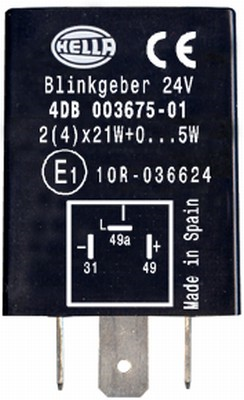 HELLA CE
Blinkgeber 24V
4DB 003675-01
2(4)x21W+0...5W
E1 10R-036624
L
49a
- +
31 49
Made in Spain